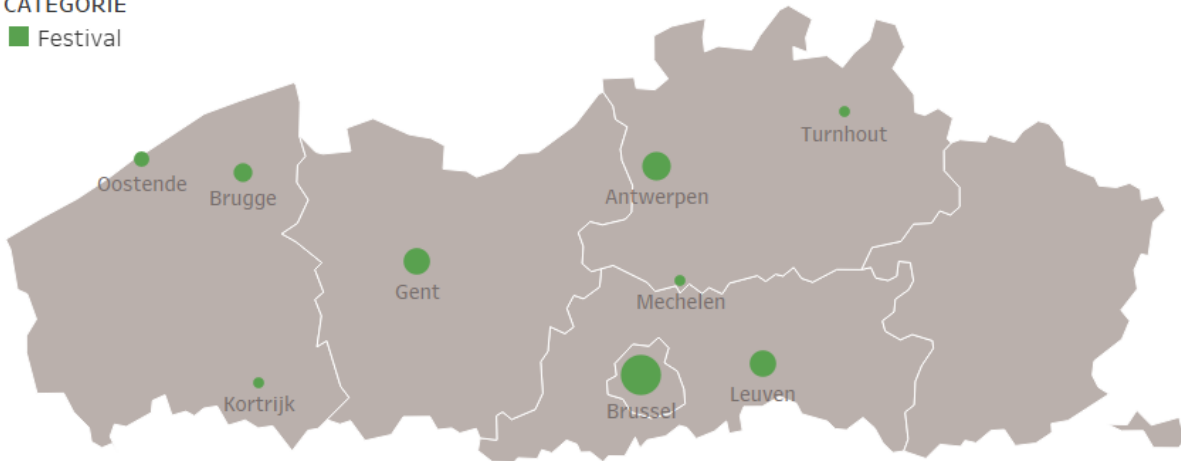 CATEGORIE
Festival
Turnhout
Oostende
Brugge
Antwerpen
Gent
Mechelen
Leuven
Kortrijk
Brussel